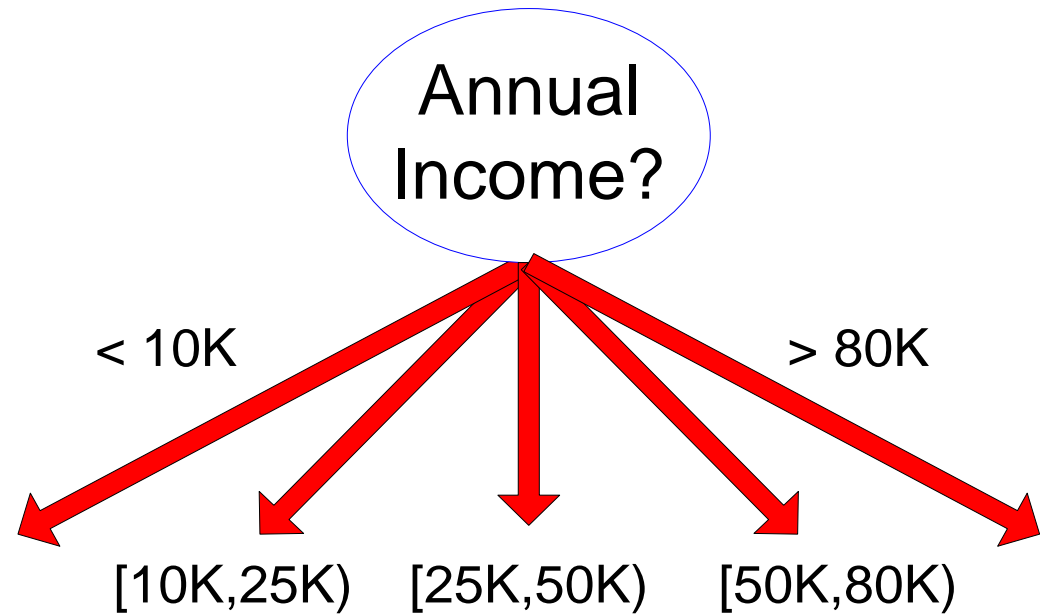 Annual
Income?
< 10K
> 80K
[10K,25K)
[25K,50K)
[50K,80K)